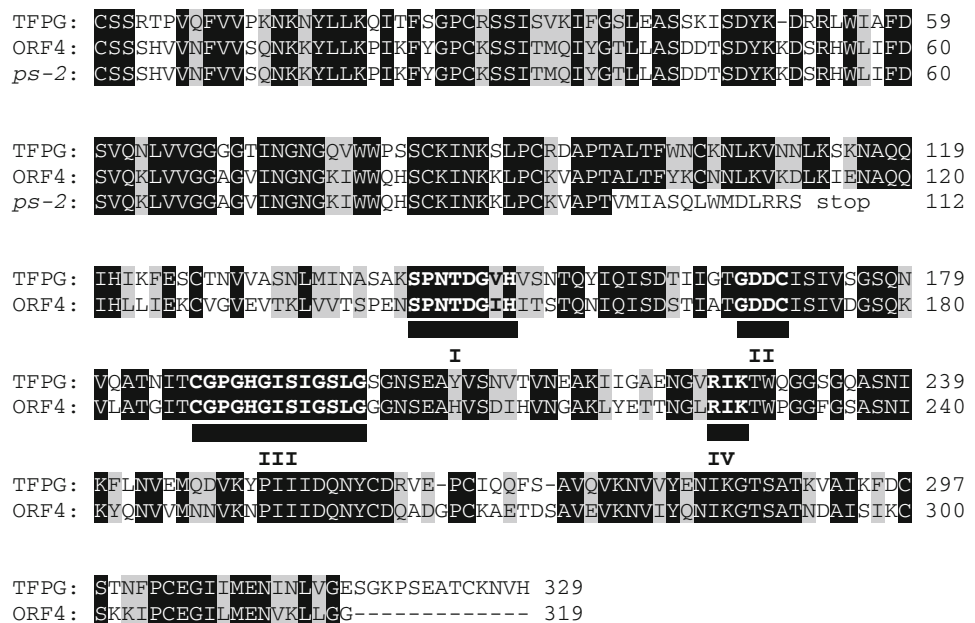 TFPG: CSSRTPVQFVVPKNKNYLLKQITFSGPCRSSISVKIFGSLEASSKISDYK-DRRLWIAFD 59
ORF4: CSSSHVVNFVVSQNKKYLLKPIKFYGPCKSSITMQIYGTLLASDDTSDYKKDSRHWLIFD 60
ps-2: CSSSHVVNFVVSQNKKYLLKPIKFYGPCKSSITMQIYGTLLASDDTSDYKKDSRHWLIFD 60
TFPG: SVQNLVVGGGGTINGNGQVWWPSSCKINKSLPCRDAPTALTFWNCKNLKVNNLKSKNAQQ 119
ORF4: SVQKLVVGGAGVINGNGKIWWQHSCKINKKLPCKVAPTALTFYKCNNLKVKDLKIENAQQ 120
ps-2: SVQKLVVGGAGVINGNGKIWWQHSCKINKKLPCKVAPTVMIASQLWMDLRRS stop 112
TFPG: IHIKFESCTNVVASNLMINASAKSPNTDGVHVSNTQYIQISDTIIGTGDDCISIVSGSQN 179
ORF4: IHLLIEKCVGVEVTKLVVTSPENSPNTDGIHITSTQNIQISDSTIATGDDCISIVDGSQK 180
I II
TFPG: VQATNITCGPGHGISIGSLGSGNSEAYVSNVTVNEAKIIGAENGVRIKTWQGGSGQASNI 239
ORF4: VLATGITCGPGHGISIGSLGGGNSEAHVSDIHVNGAKLYETTNGLRIKTWPGGFGSASNI 240
III IV
TFPG: KFLNVEMQDVKYPIIIDQNYCDRVE-PCIQQFS-AVQVKNVVYENIKGTSATKVAIKFDC 297
ORF4: KYQNVVMNNVKNPIIIDQNYCDQADGPCKAETDSAVEVKNVIYQNIKGTSATNDAISIKC 300
TFPG: STNFPCEGIIMENINLVGESGKPSEATCKNVH 329
ORF4: SKKIPCEGILMENVKLLGG------------- 319